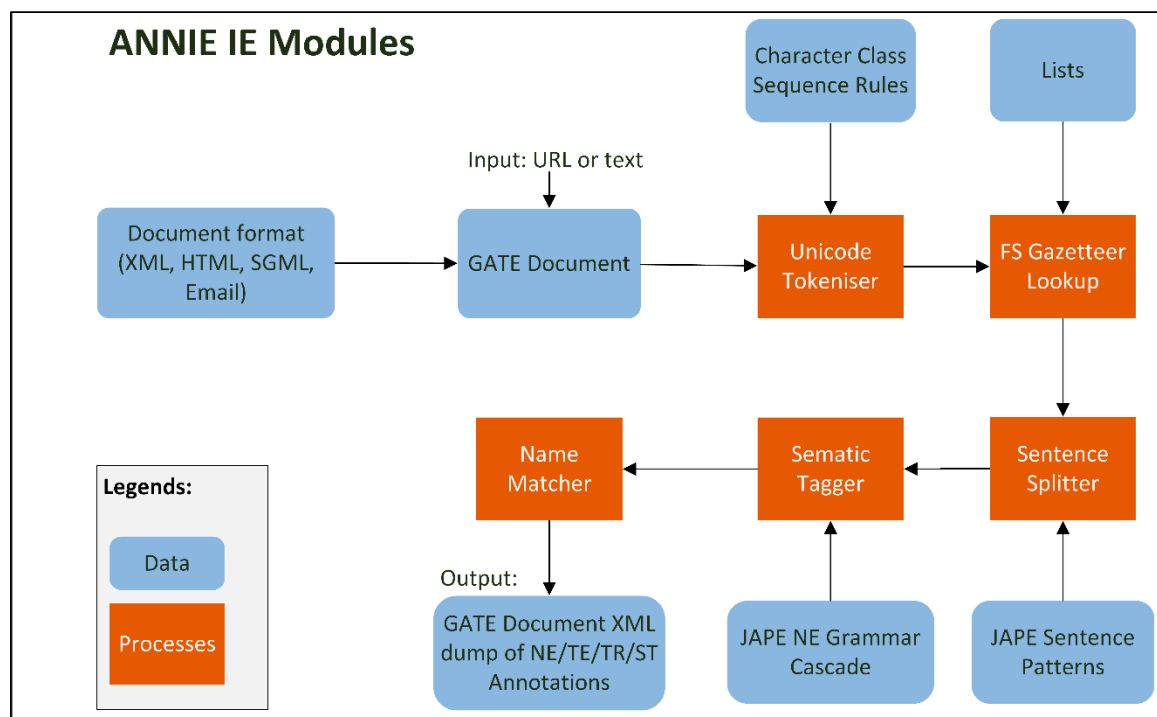 ANNIE IE Modules
Character Class
Sequence Rules
Lists
Input: URL or text
Document format
(XML, HTML, SGML,
Email)
GATE Document
Unicode
Tokeniser
FS Gazetteer
Lookup
Name
Matcher
Sematic
Tagger
Sentence
Splitter
Legends:
Data
Processes
Output:
GATE Document XML
dump of NE/TE/TR/ST
Annotations
JAPE NE Grammar
Cascade
JAPE Sentence
Patterns